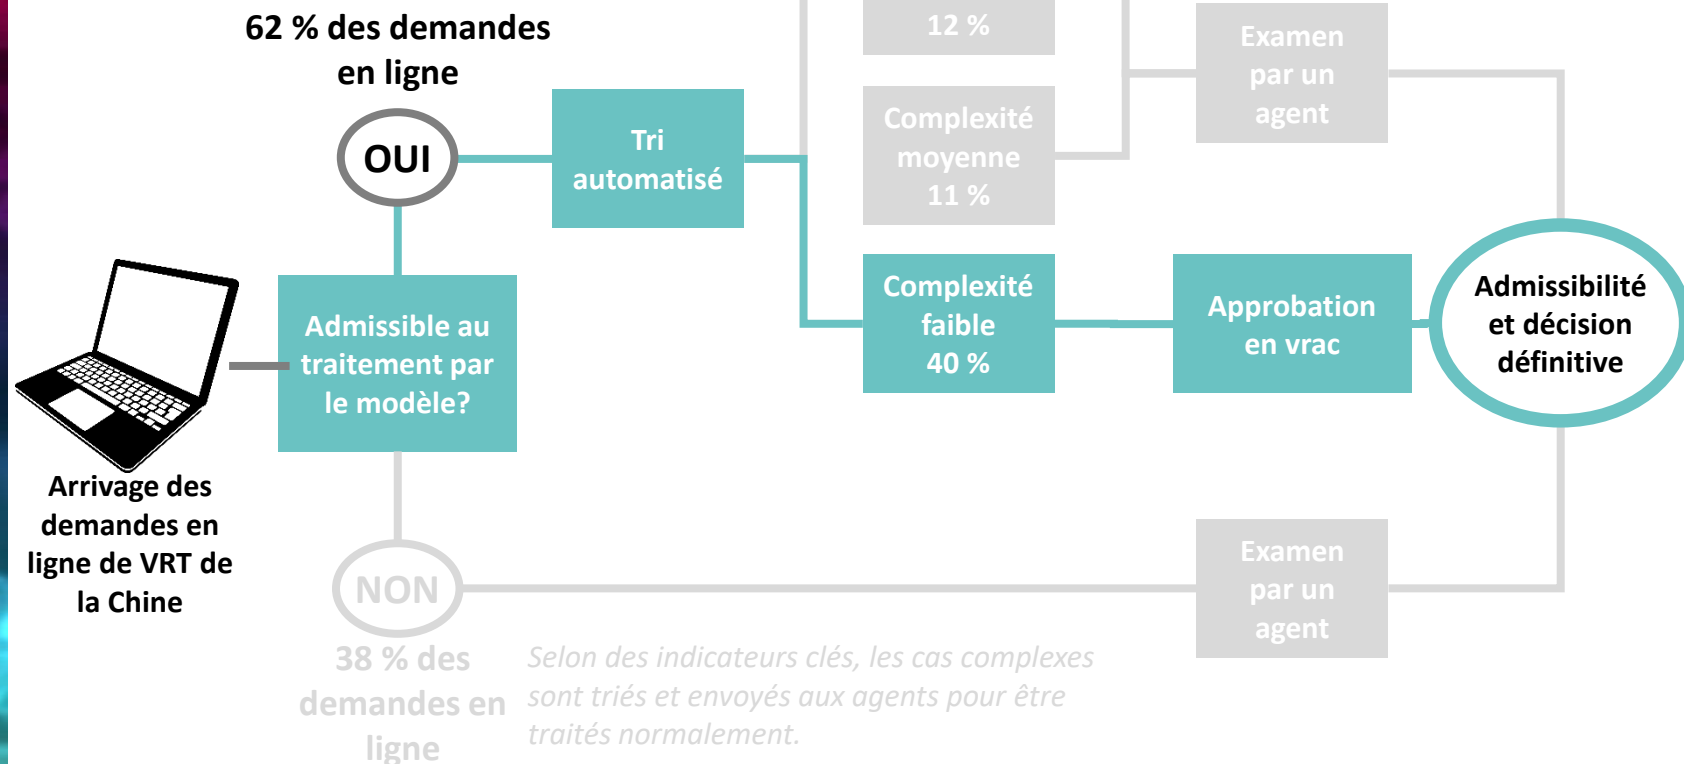 62 % des demandes
en ligne
OUI
Tri
automatisé
12 %
Complexité
moyenne
11 %
Examen
par un
agent
Admissible au
traitement par
le modèle?
Complexité
faible
40 %
Approbation
en vrac
Admissibilité
et décision
définitive
Arrivage des
demandes en
ligne de VRT de
la Chine
NON
38 % des
demandes en
ligne
Selon des indicateurs clés, les cas complexes
sont triés et envoyés aux agents pour être
traités normalement.
Examen
par un
agent